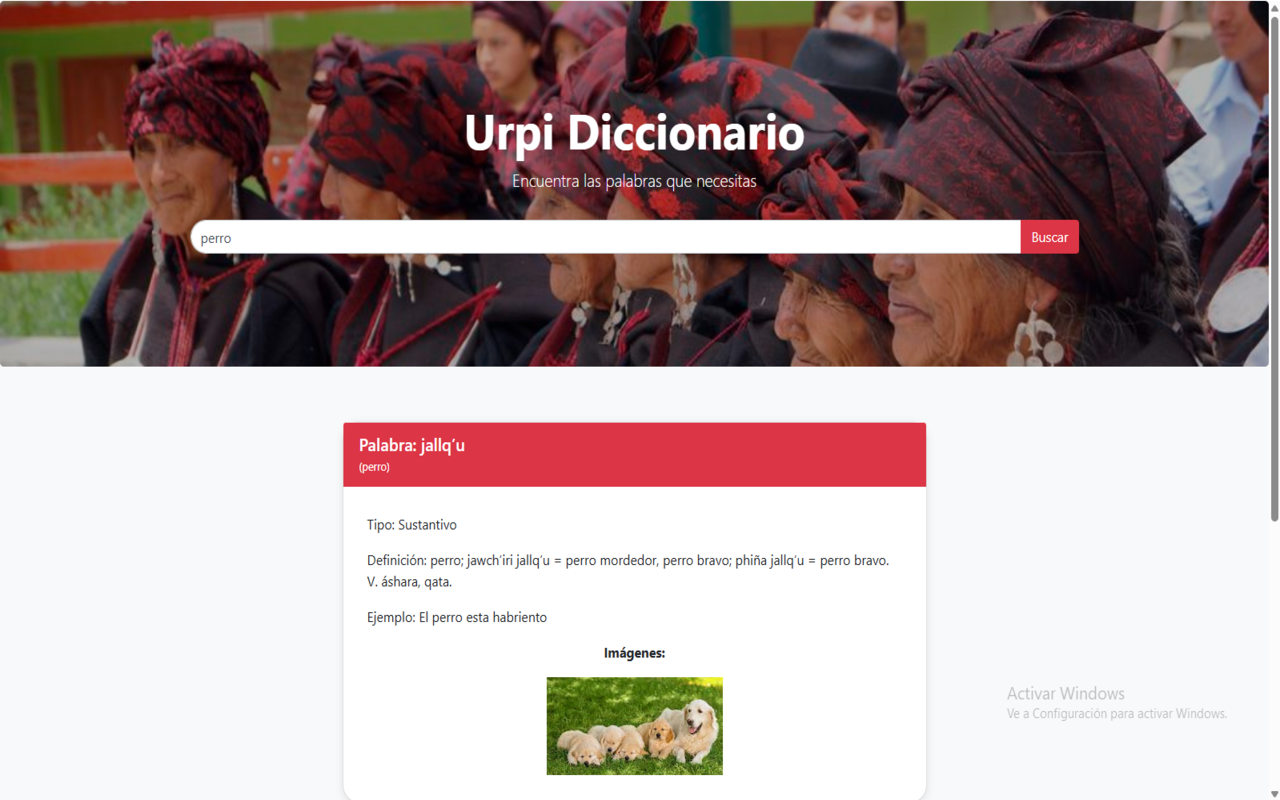 Urpi Diccionario
Encuentra las palabras que necesitas
perro
Buscar
Palabra: jallq’u
(perro)
Tipo: Sustantivo
Definición: perro; jawch’iri jallq’u = perro mordedor, perro bravo; phiña jallq’u = perro bravo.
V. áshara, qata.
Ejemplo: El perro esta habriento
Imágenes:
Activar Windows
Ve a Configuración para activar Windows.